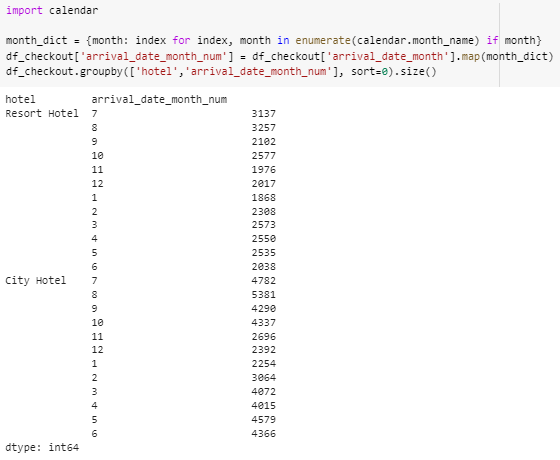 import calendar
month_dict = {month: index for index, month in enumerate(calendar.month_name) if month}
df_checkout['arrival_date_month_num'] = df_checkout['arrival_date_month'].map(month_dict)
df_checkout.groupby(['hotel','arrival_date_month_num'], sort=0).size()
hotel arrival_date_month_num
Resort Hotel 7 3137
8 3257
9 2102
10 2577
11 1976
12 2017
1 1868
2 2308
3 2573
4 2550
5 2535
6 2038
City Hotel 7 4782
8 5381
9 4290
10 4337
11 2696
12 2392
1 2254
2 3064
3 4072
4 4015
5 4579
6 4366
dtype: int64